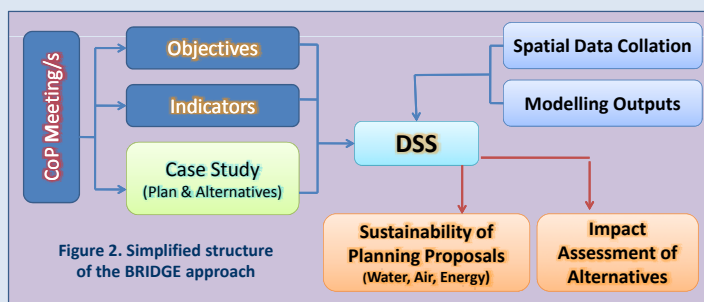 CoP Meeting/s
Objectives
Indicators
Case Study
(Plan & Alternatives)
Spatial Data Collation
Modelling Outputs
DSS
Sustainability of
Planning Proposals
(Water, Air, Energy)
Impact
Assessment of
Alternatives
Figure 2. Simplified structure
of the BRIDGE approach